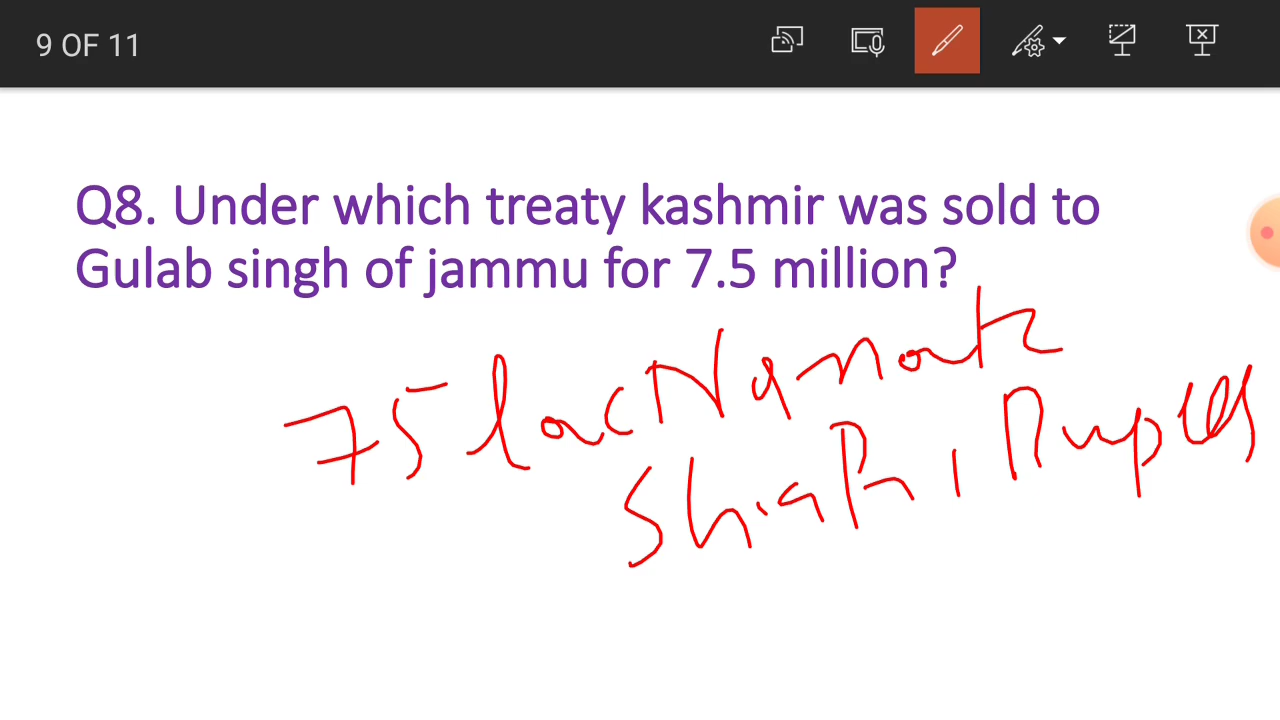 9 OF 11
Q8. Under which treaty kashmir was sold to
Gulab singh of jammu for 7.5 million?
75 lac Nanak
Shiahi Rupees